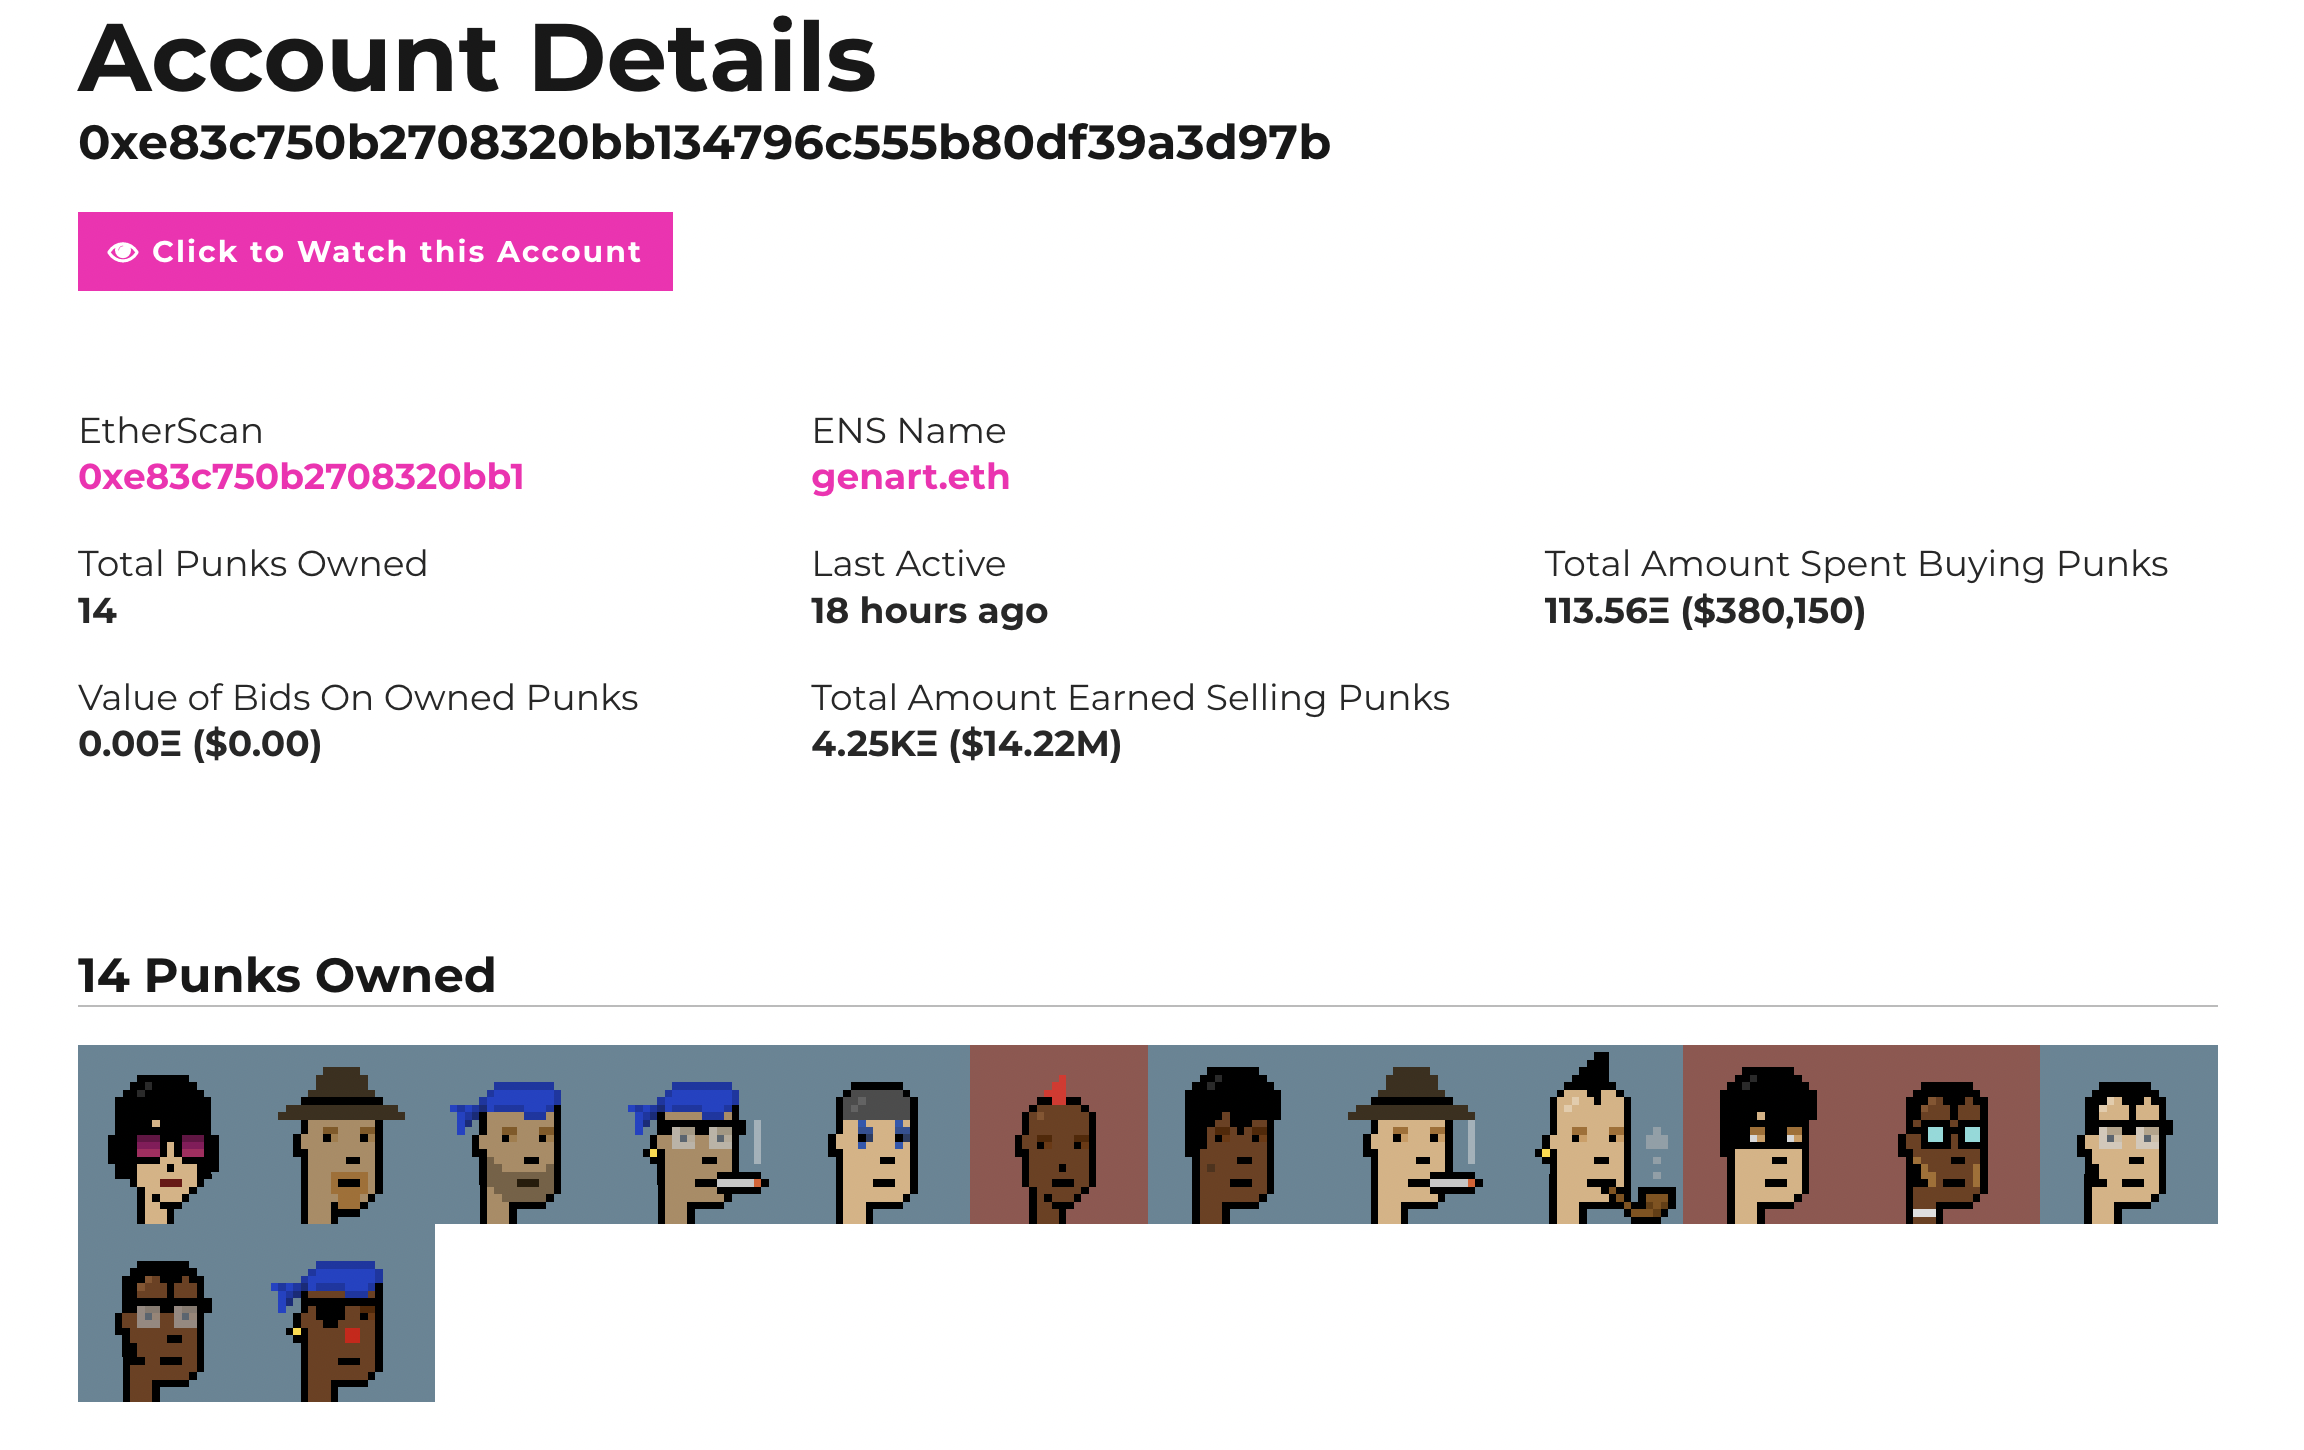 Account Details
0xe83c750b2708320bb134796c555b80df39a3d97b
Click to Watch this Account
EtherScan
0xe83c750b2708320bb1
ENS Name
genart.eth
Total Punks Owned
14
Last Active
18 hours ago
Total Amount Spent Buying Punks
113.56Ξ ($380,150)
Value of Bids On Owned Punks
0.00Ξ ($0.00)
Total Amount Earned Selling Punks
4.25KΞ ($14.22M)
14 Punks Owned